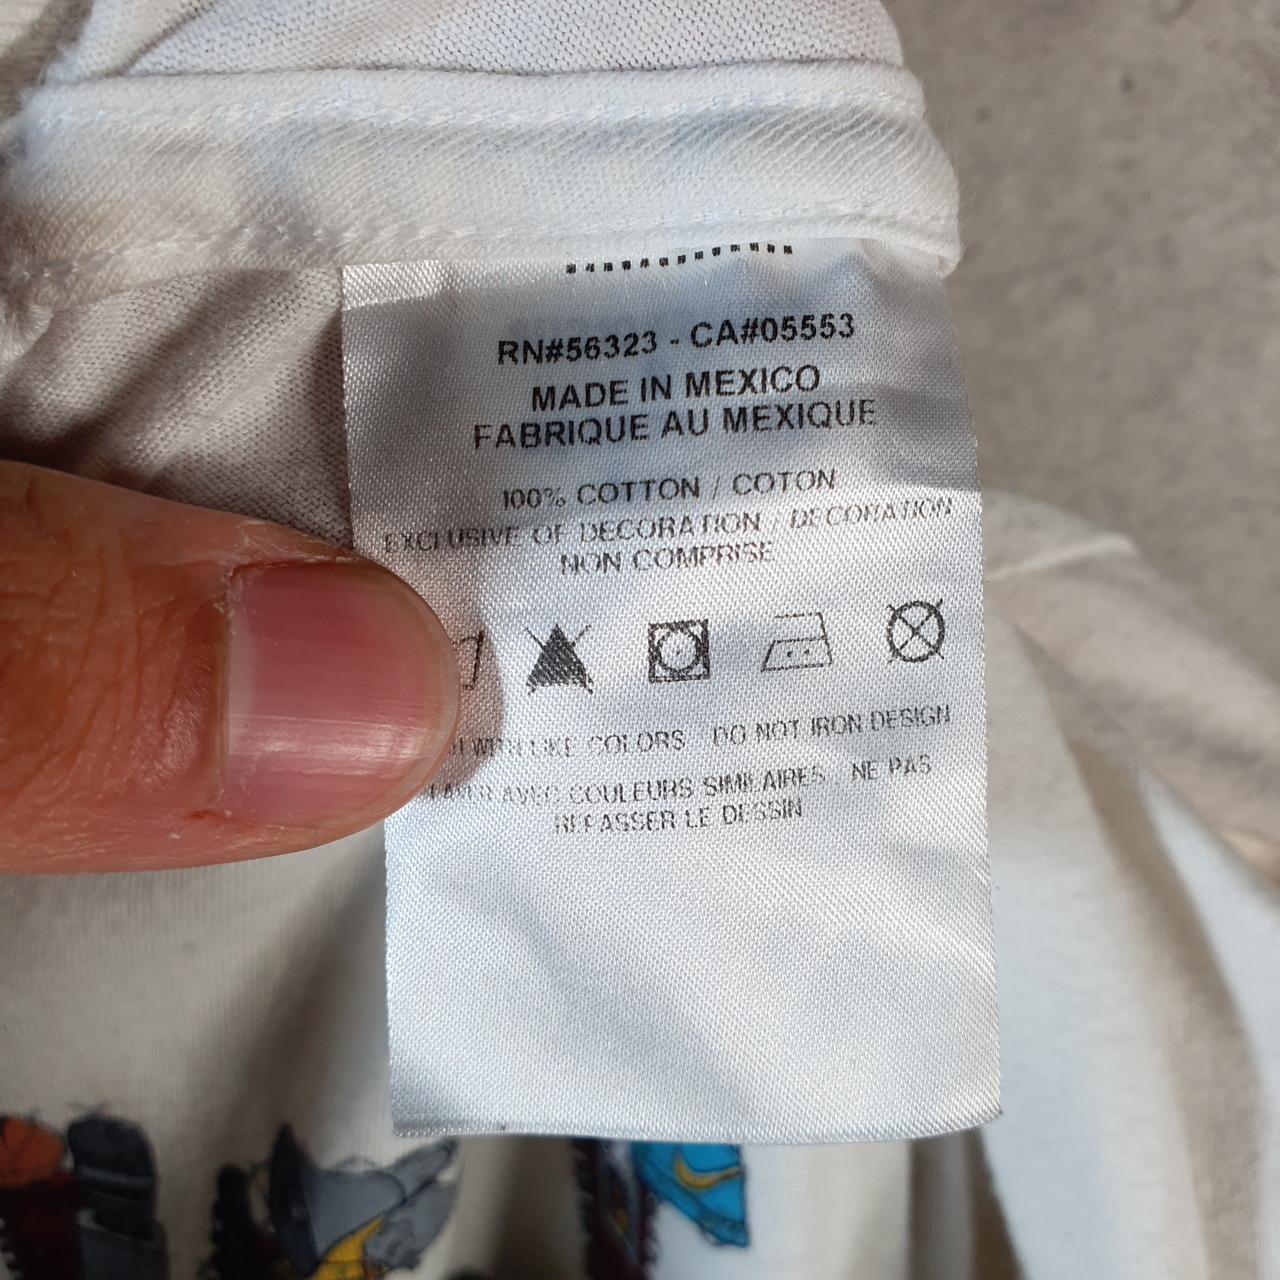 RN#56323 - CA#05553
MADE IN MEXICO
FABRIQUE AU MEXIQUE
100% COTTON / COTON
EXCLUSIVE OF DECORATION / DECORATION
NON COMPRISE
WITH LIKE COLORS DO NOT IRON DESIGN
AVEC COULEURS SIMILAIRES NE PAS
REPASSER LE DESSIN